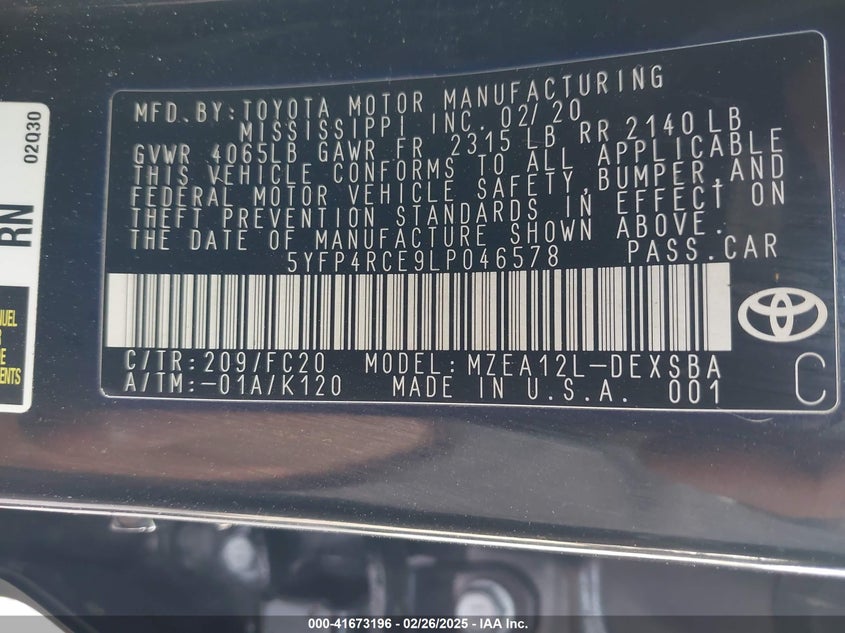 MFD. BY: TOYOTA MOTOR MANUFACTURING
MISSISSIPPI INC. 02/20
GVWR 4065LB GAWR FR 2315 LB RR 2140 LB
THIS VEHICLE CONFORMS TO ALL APPLICABLE
FEDERAL MOTOR VEHICLE SAFETY,BUMPER,AND
THEFT PREVENTION STANDARDS IN EFFECT ON
THE DATE OF MANUFACTURE SHOWN ABOVE.
5YFP4RCE9LP046578 PASS.CAR
C/TR:209/FC20 MODEL:MZEA12L-DEXSBA
A/TM:-01A/K120 MADE IN U.S.A. 001
C
02Q30
RN
000-41673196 - 02/26/2025 - IAA Inc.